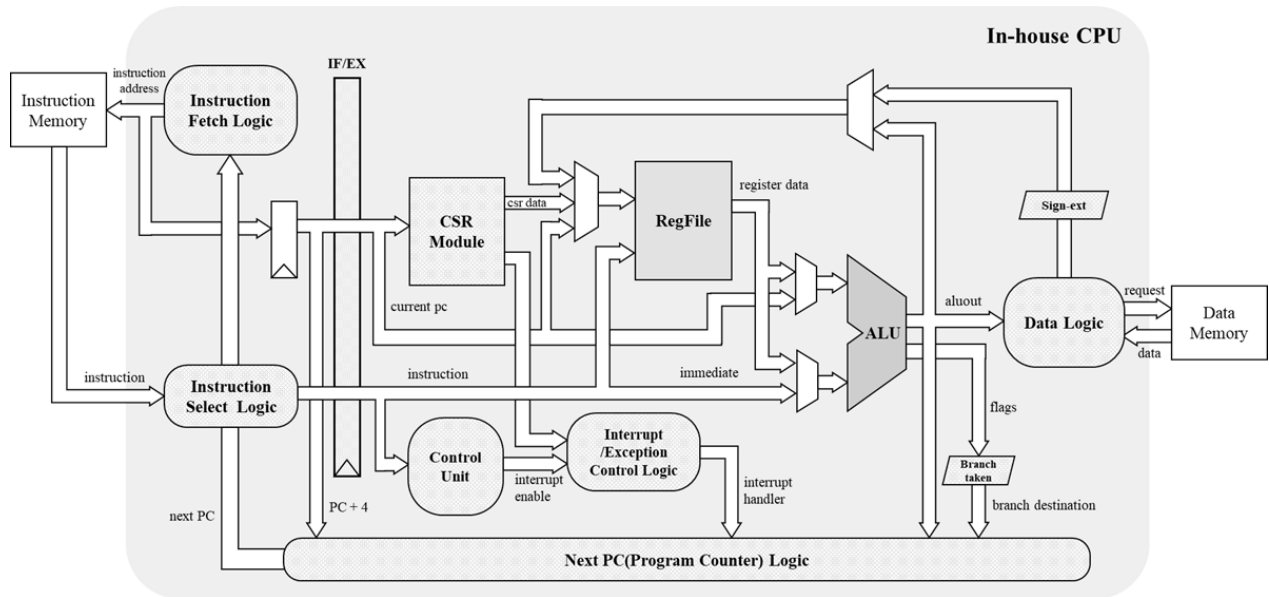 In-house CPU
IF/EX
instruction
address
Instruction
Memory
Instruction
Fetch Logic
CSR
Module
csr data
RegFile
register data
Sign-ext
current pc
ALU
aluout
Data Logic
request
data
Data
Memory
instruction
Instruction
Select Logic
instruction
immediate
flags
Control
Unit
interrupt
enable
Interrupt
/Exception
Control Logic
interrupt
handler
Branch
taken
branch destination
next PC
PC + 4
Next PC(Program Counter) Logic